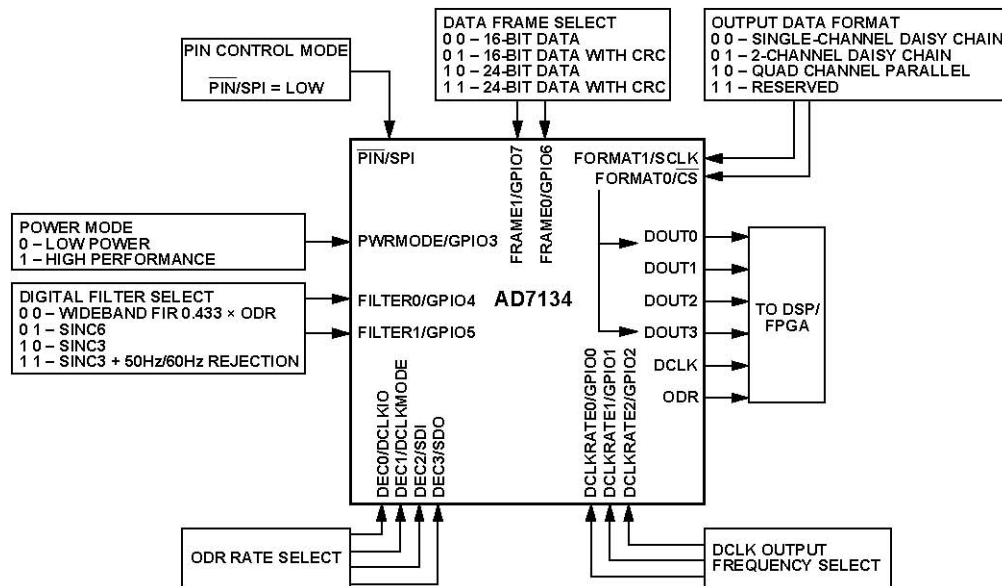 PIN CONTROL MODE
PIN/SPI = LOW
DATA FRAME SELECT
0 0 – 16-BIT DATA
0 1 – 16-BIT DATA WITH CRC
1 0 – 24-BIT DATA
1 1 – 24-BIT DATA WITH CRC
OUTPUT DATA FORMAT
0 0 – SINGLE-CHANNEL DAISY CHAIN
0 1 – 2-CHANNEL DAISY CHAIN
1 0 – QUAD CHANNEL PARALLEL
1 1 – RESERVED
PIN/SPI
FRAME1/GPIO7
FRAME0/GPIO6
FORMAT1/SCLK
FORMAT0/CS
POWER MODE
0 – LOW POWER
1 – HIGH PERFORMANCE
PWRMODE/GPIO3
DIGITAL FILTER SELECT
0 0 – WIDEBAND FIR 0.433 × ODR
0 1 – SINC6
1 0 – SINC3
1 1 – SINC3 + 50Hz/60Hz REJECTION
FILTER0/GPIO4
FILTER1/GPIO5
AD7134
DOUT0
DOUT1
DOUT2
DOUT3
DCLK
ODR
TO DSP/
FPGA
DEC0/DCLKIO
DEC1/DCLKMODE
DEC2/SDI
DEC3/SDO
DCLKRATE0/GPIO0
DCLKRATE1/GPIO1
DCLKRATE2/GPIO2
ODR RATE SELECT
DCLK OUTPUT
FREQUENCY SELECT